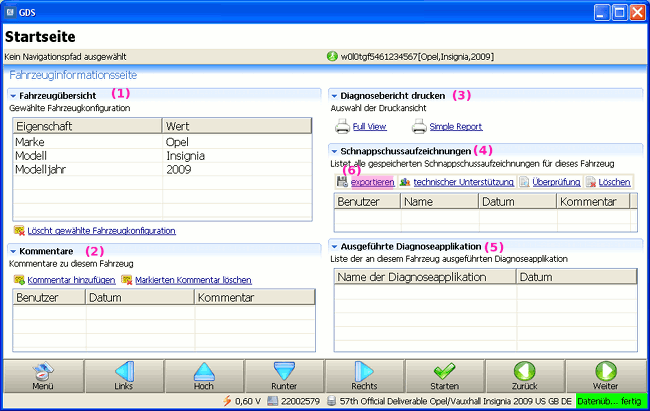 GDS
Startseite
Kein Navigationspfad ausgewählt
w0l0tgf5461234567[Opel,Insignia,2009]
Fahrzeuginformationsseite
Fahrzeugübersicht (1)
Gewählte Fahrzeugkonfiguration
Eigenschaft Wert
Marke Opel
Modell Insignia
Modelljahr 2009
Löscht gewählte Fahrzeugkonfiguration
Kommentare (2)
Kommentare zu diesem Fahrzeug
Kommentar hinzufügen Markierten Kommentar löschen
Benutzer Datum Kommentar
Diagnosebericht drucken (3)
Auswahl der Druckansicht
Full View Simple Report
Schnappschussaufzeichnungen (4)
Listet alle gespeicherten Schnappschussaufzeichnungen für dieses Fahrzeug
(6)
exportieren technischer Unterstützung Überprüfung Löschen
Benutzer Name Datum Kommentar
Ausgeführte Diagnoseapplikation (5)
Liste der an diesem Fahrzeug ausgeführten Diagnoseapplikation
Name der Diagnoseapplikation Datum
Menü Links Hoch Runter Rechts Starten Zurück Weiter
0,60 V 22002579 57th Official Deliverable Opel/Vauxhall Insignia 2009 US GB DE Datenüb... fertig